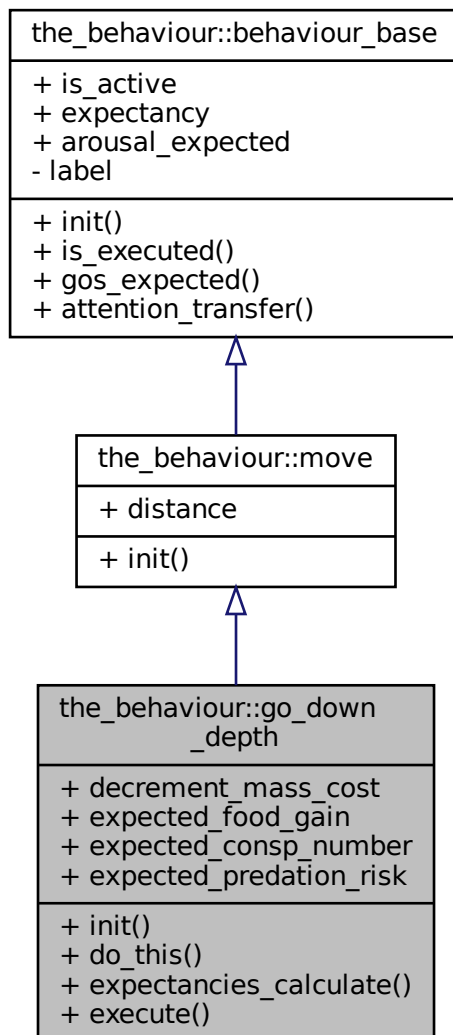 the_behaviour::behaviour_base
+ is_active
+ expectancy
+ arousal_expected
- label
+ init()
+ is_executed()
+ gos_expected()
+ attention_transfer()
the_behaviour::move
+ distance
+ init()
the_behaviour::go_down
_depth
+ decrement_mass_cost
+ expected_food_gain
+ expected_consp_number
+ expected_predation_risk
+ init()
+ do_this()
+ expectancies_calculate()
+ execute()